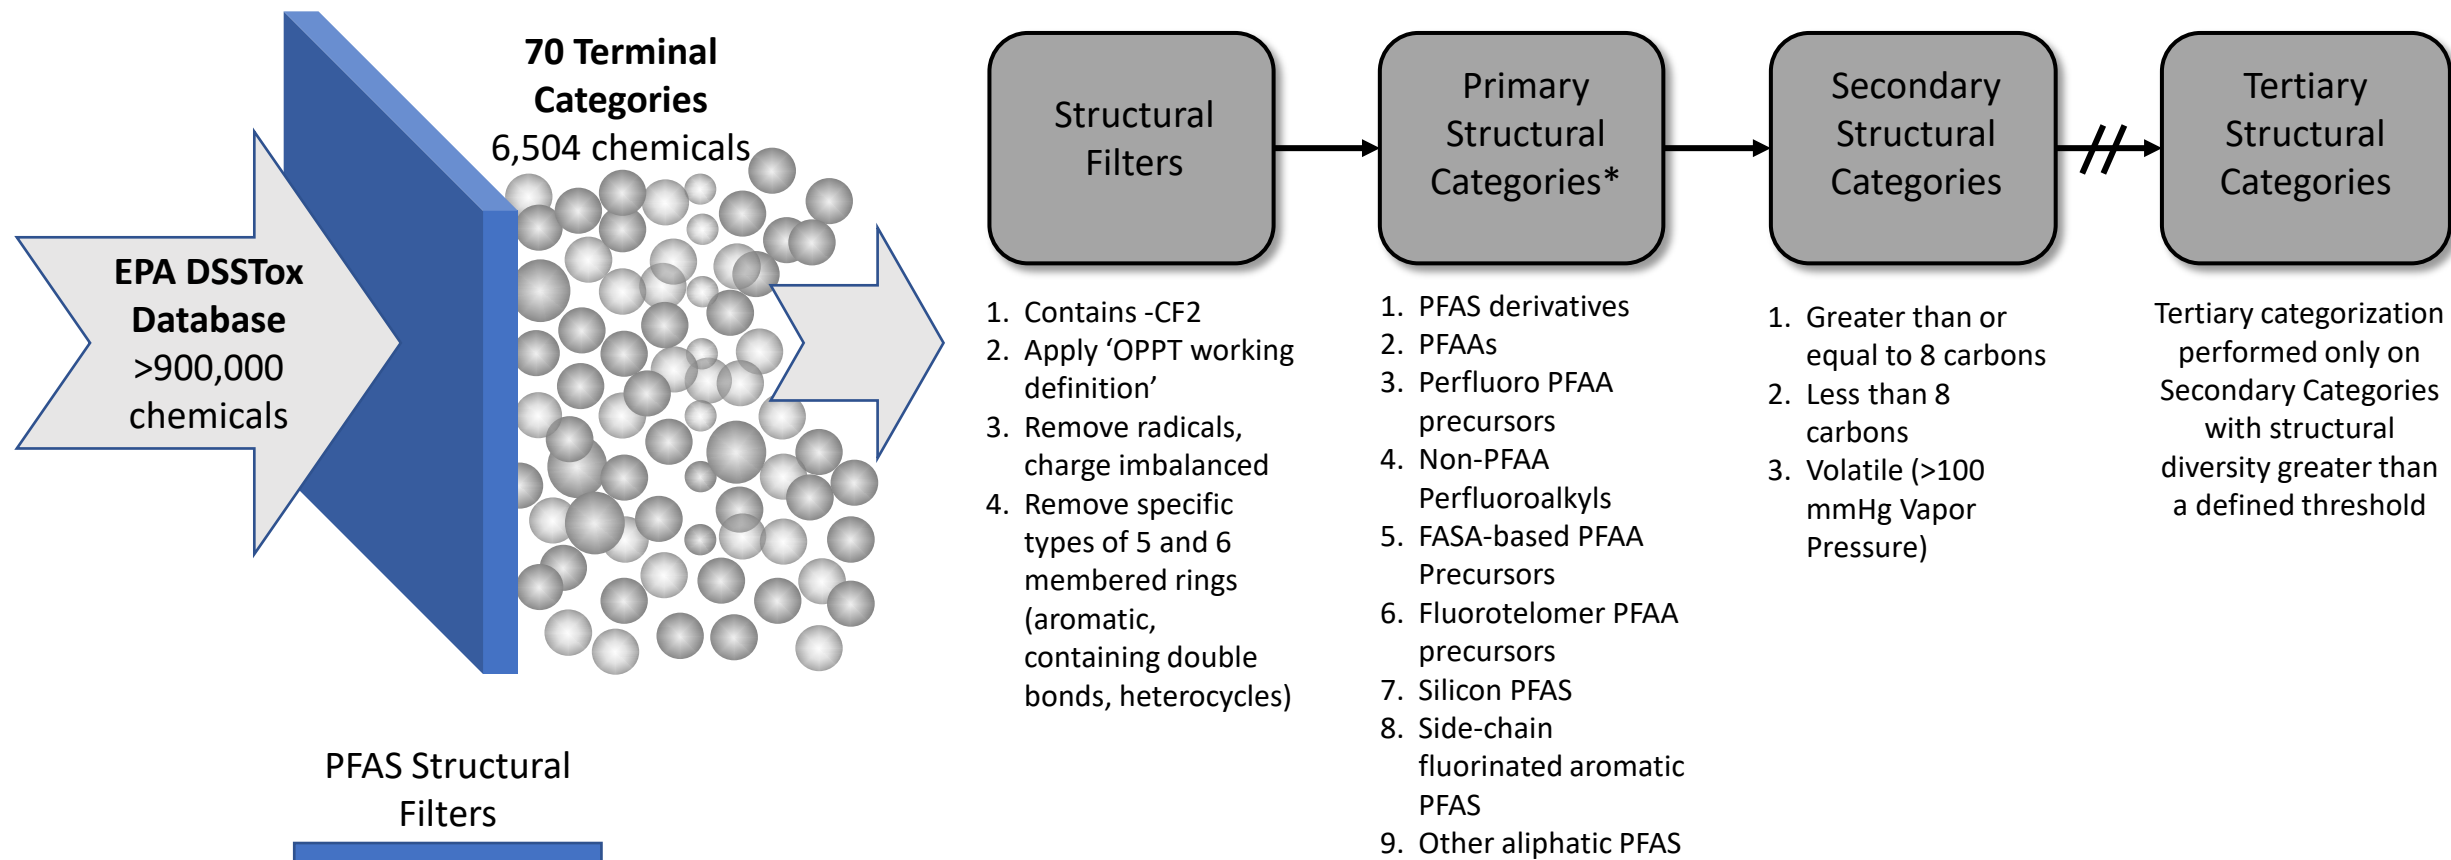 70 Terminal
Categories
6,504 chemicals
EPA DSSTox
Database
>900,000
chemicals
PFAS Structural
Filters
Structural
Filters
1. Contains -CF2
2. Apply ‘OPPT working
definition’
3. Remove radicals,
charge imbalanced
4. Remove specific
types of 5 and 6
membered rings
(aromatic,
containing double
bonds, heterocycles)
Primary
Structural
Categories*
1. PFAS derivatives
2. PFAAs
3. Perfluoro PFAA
precursors
4. Non-PFAA
Perfluoroalkyls
5. FASA-based PFAA
Precursors
6. Fluorotelomer PFAA
precursors
7. Silicon PFAS
8. Side-chain
fluorinated aromatic
PFAS
9. Other aliphatic PFAS
Secondary
Structural
Categories
1. Greater than or
equal to 8 carbons
2. Less than 8
carbons
3. Volatile (>100
mmHg Vapor
Pressure)
Tertiary
Structural
Categories
Tertiary categorization
performed only on
Secondary Categories
with structural
diversity greater than
a defined threshold